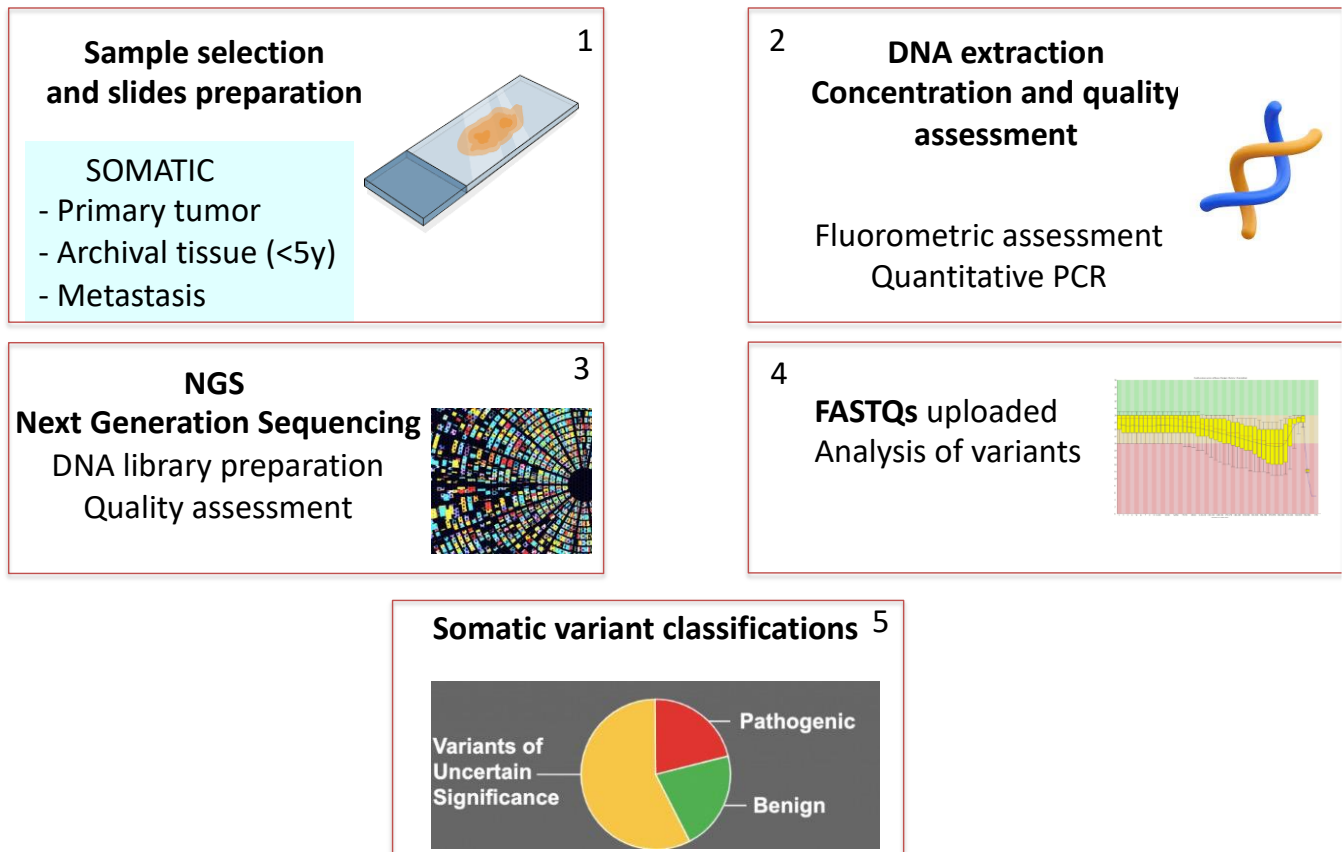 Sample selection
and slides preparation
1
SOMATIC
- Primary tumor
- Archival tissue (<5y)
- Metastasis
2
DNA extraction
Concentration and quality
assessment
Fluorometric assessment
Quantitative PCR
3
NGS
Next Generation Sequencing
DNA library preparation
Quality assessment
4
FASTQs uploaded
Analysis of variants
Somatic variant classifications 5
Pathogenic
Variants of
Uncertain
Significance
Benign